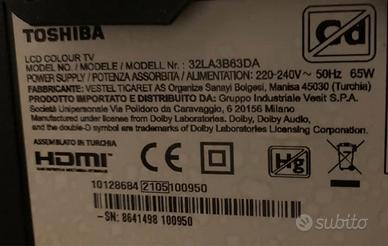 TOSHIBA
LCD COLOUR TV
MODEL NO. / MODELE / MODELL Nr. : 32LA3B63DA
POWER SUPPLY / POTENZA ASSORBITA / ALIMENTATION: 220-240V~ 50Hz 65W
FABRICANTE: VESTEL TICARET AS Organize Sanayi Bolgesi, Manisa 45030 (Turchia)
PRODOTTO IMPORTATO E DISTRIBUITO DA: Gruppo Industriale Vesit S.P.A.
Società Unipersonale Via Polidoro da Caravaggio, 6 20156 Milano
Manufactured under license from Dolby Laboratories. Dolby, Dolby Audio,
and the double-D symbol are trademarks of Dolby Laboratories.
ASSEMBLATO IN TURCHIA
HDMI
CE
Hg
Cd
10128684 2105 100950
-SN: 8641498 100950
subito